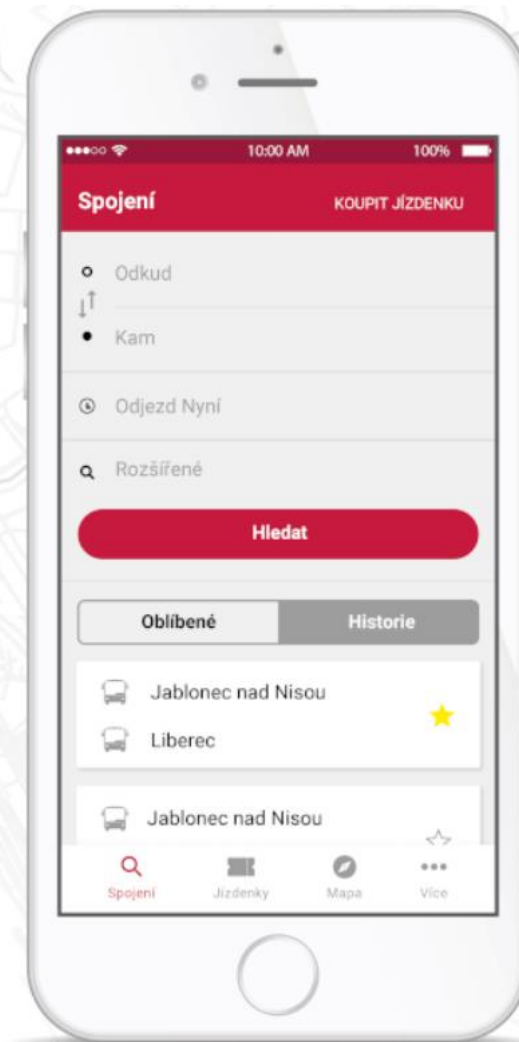 10:00 AM 100%
Spojení KOUPIT JÍZDENKU
Odkud
Kam
Odjezd Nyní
Rozšířené
Hledat
Oblíbené Historie
Jablonec nad Nisou
Liberec
Jablonec nad Nisou
Spojení Jízdenky Mapa Více